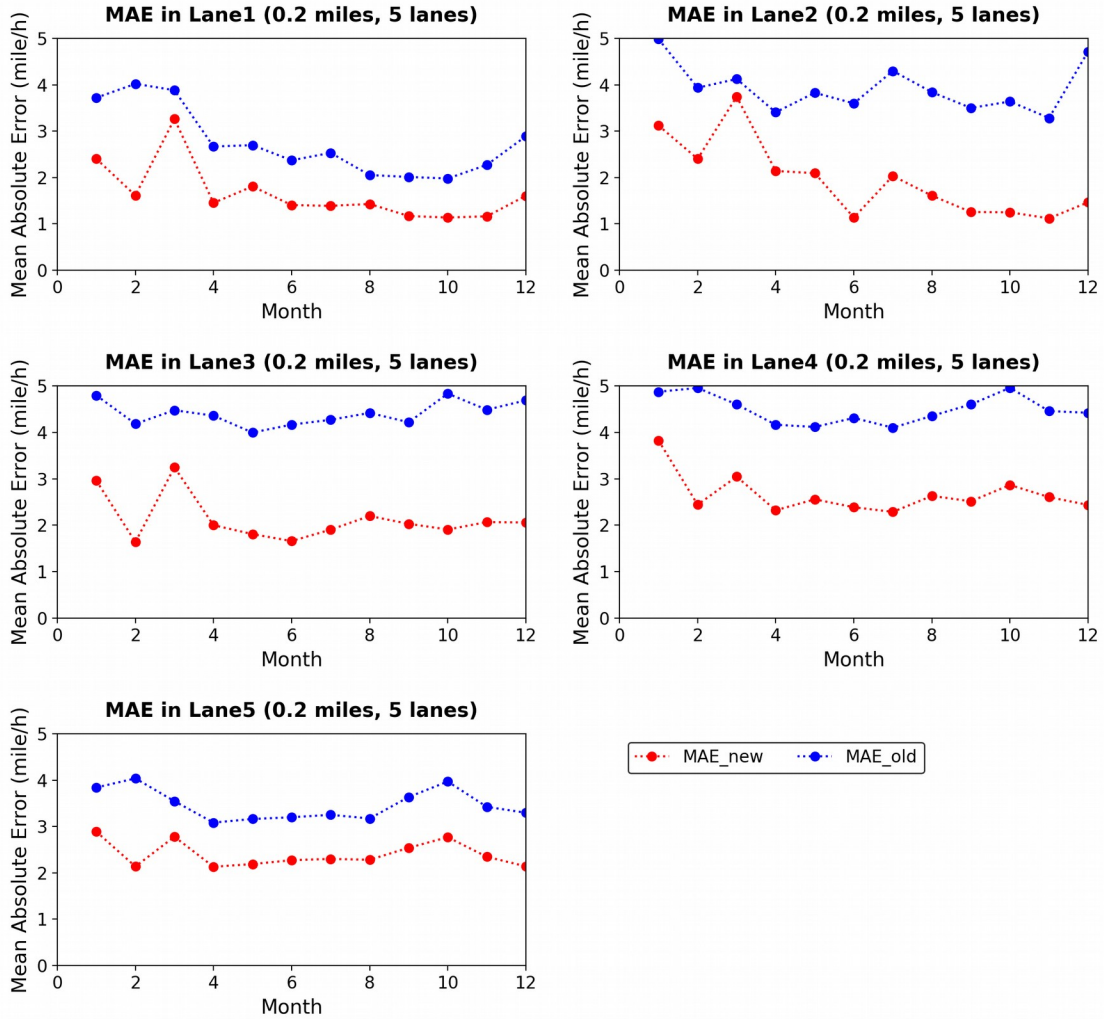 MAE in Lane1 (0.2 miles, 5 lanes)
Mean Absolute Error (mile/h)
5
4
3
2
1
0
0 2 4 6 8 10 12
Month
MAE in Lane2 (0.2 miles, 5 lanes)
Mean Absolute Error (mile/h)
5
4
3
2
1
0
0 2 4 6 8 10 12
Month
MAE in Lane3 (0.2 miles, 5 lanes)
Mean Absolute Error (mile/h)
5
4
3
2
1
0
0 2 4 6 8 10 12
Month
MAE in Lane4 (0.2 miles, 5 lanes)
Mean Absolute Error (mile/h)
5
4
3
2
1
0
0 2 4 6 8 10 12
Month
MAE in Lane5 (0.2 miles, 5 lanes)
Mean Absolute Error (mile/h)
5
4
3
2
1
0
0 2 4 6 8 10 12
Month
MAE_new MAE_old